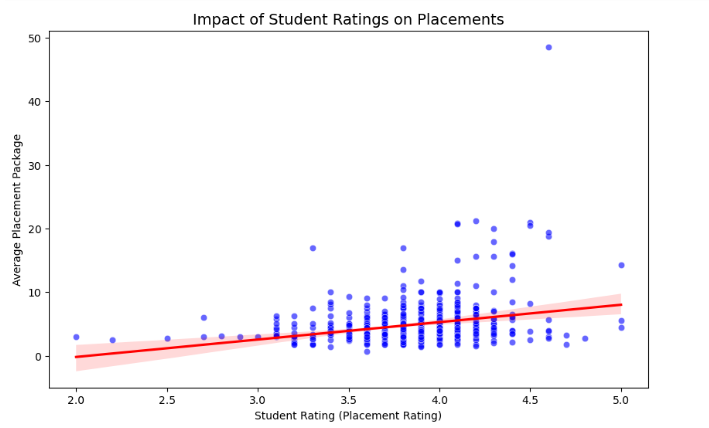 Impact of Student Ratings on Placements
50
40
30
20
10
0
Average Placement Package
2.0 2.5 3.0 3.5 4.0 4.5 5.0
Student Rating (Placement Rating)